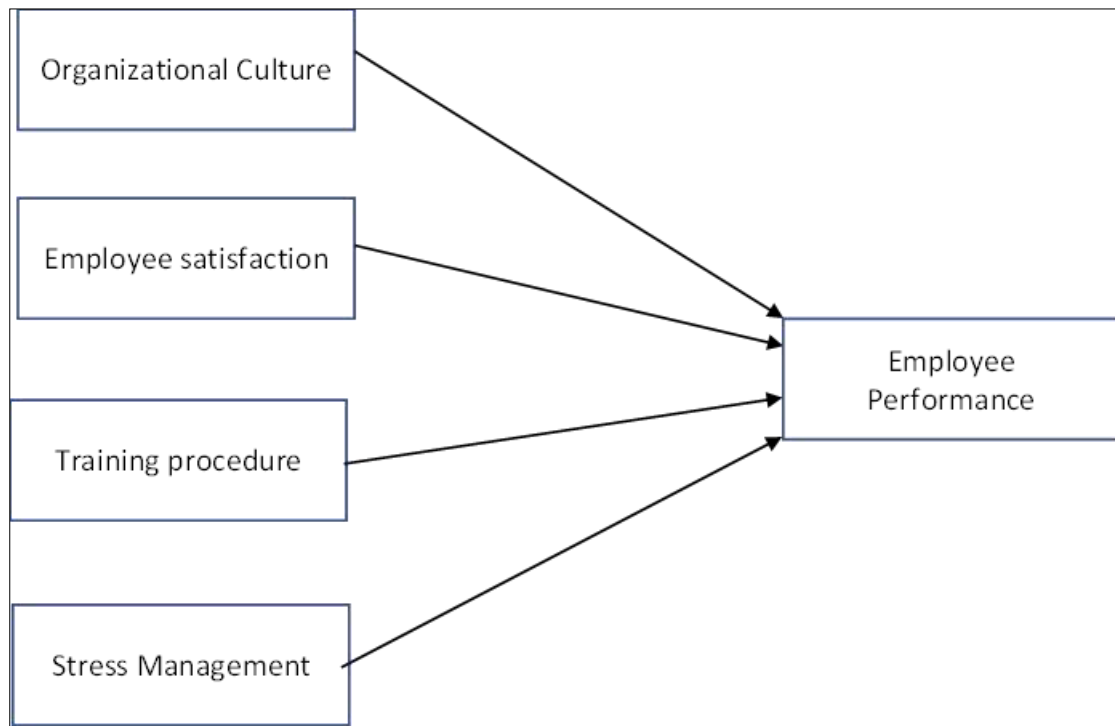 Organizational Culture
Employee satisfaction
Training procedure
Stress Management
Employee
Performance